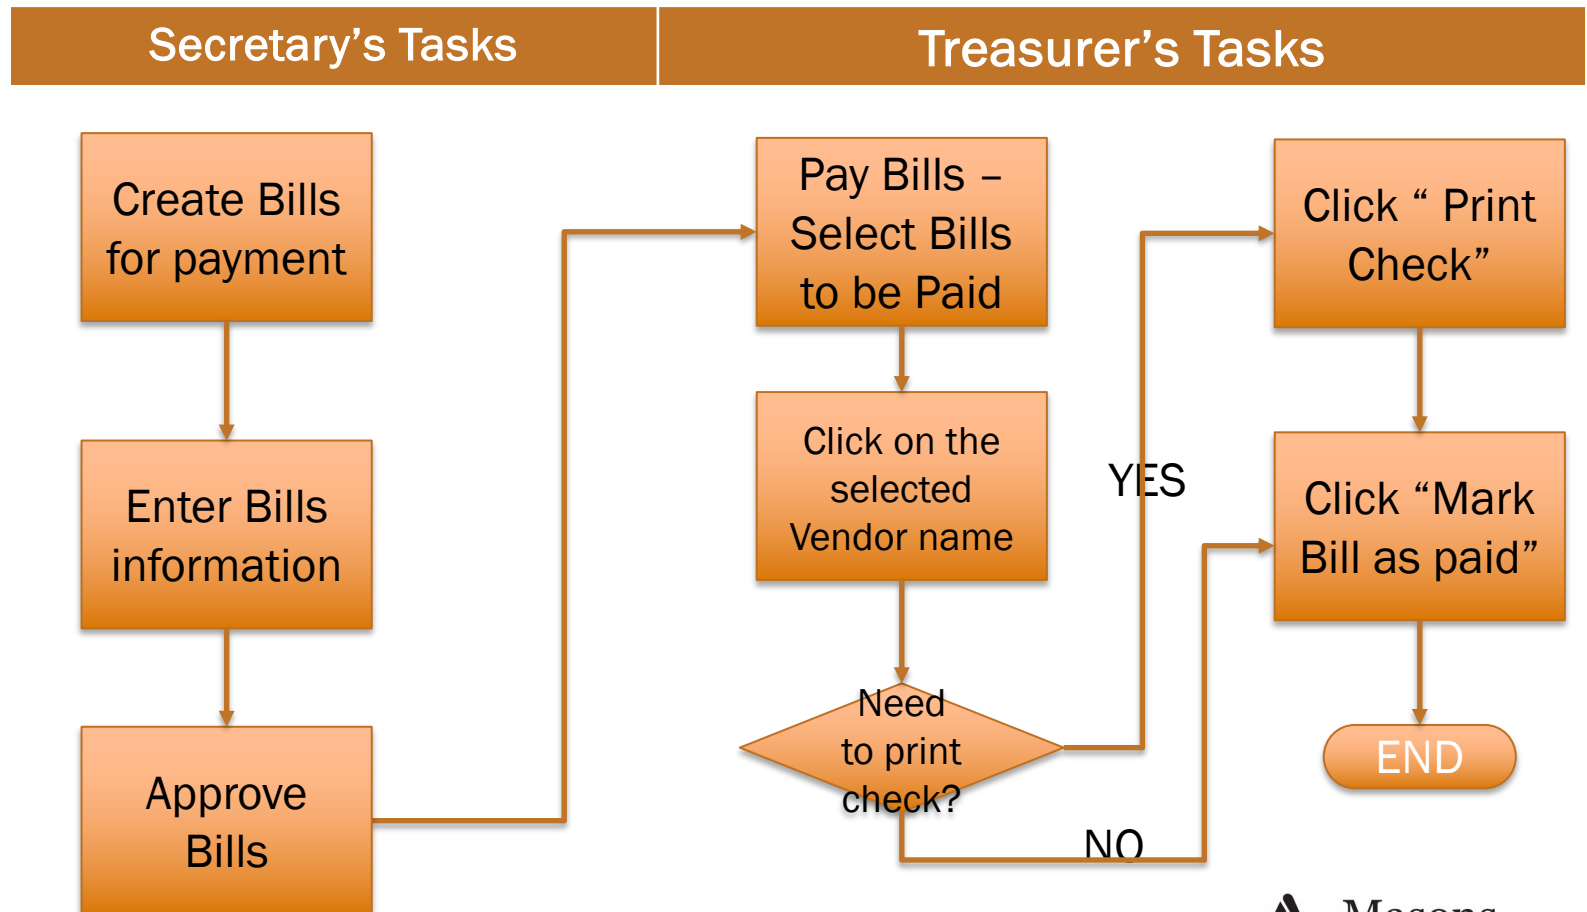 Secretary's Tasks
Treasurer's Tasks
Create Bills
for payment
Enter Bills
information
Approve
Bills
Pay Bills –
Select Bills
to be Paid
Click on the
selected
Vendor name
Need
to print
check?
YES
NO
Click “ Print
Check”
Click “Mark
Bill as paid”
END
Masons